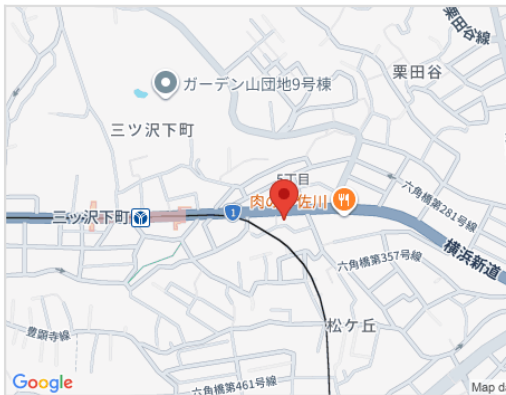 栗田谷線
栗田谷
ガーデン山団地9号棟
三ツ沢下町
5丁目
肉の
佐川
六角橋第281号線
三ッ沢下町
1
横浜新道
六角橋第357号線
松ケ丘
豊顕寺線
六角橋第461号線
Google
Map da